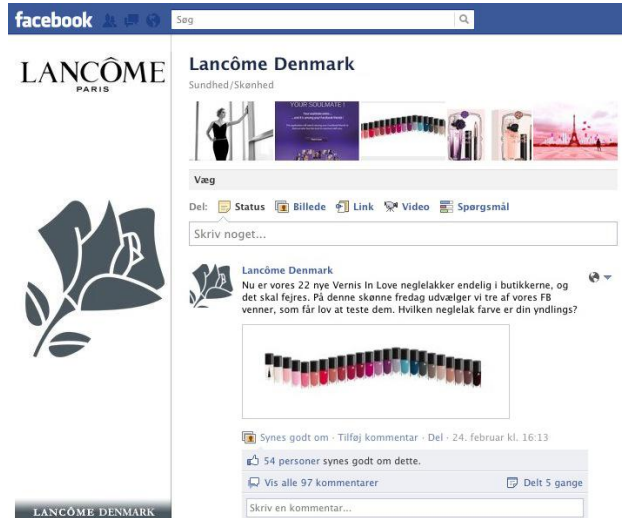 facebook
Søg
LANCÔME
PARIS
Lancôme Denmark
Sundhed/Skønhed
YOUR SOULMATE !
Væg
Del: Status Billede Link Video Spørgsmål
Skriv noget...
Lancôme Denmark
Nu er vores 22 nye Vernis In Love neglelakker endelig i butikkerne, og
det skal fejres. På denne skønne fredag udvælger vi tre af vores FB
venner, som får lov at teste dem. Hvilken neglelak farve er din yndlings?
Synes godt om · Tilføj kommentar · Del · 24. februar kl. 16:13
54 personer synes godt om dette.
Vis alle 97 kommentarer
Delt 5 gange
Skriv en kommentar...
LANCÔME DENMARK